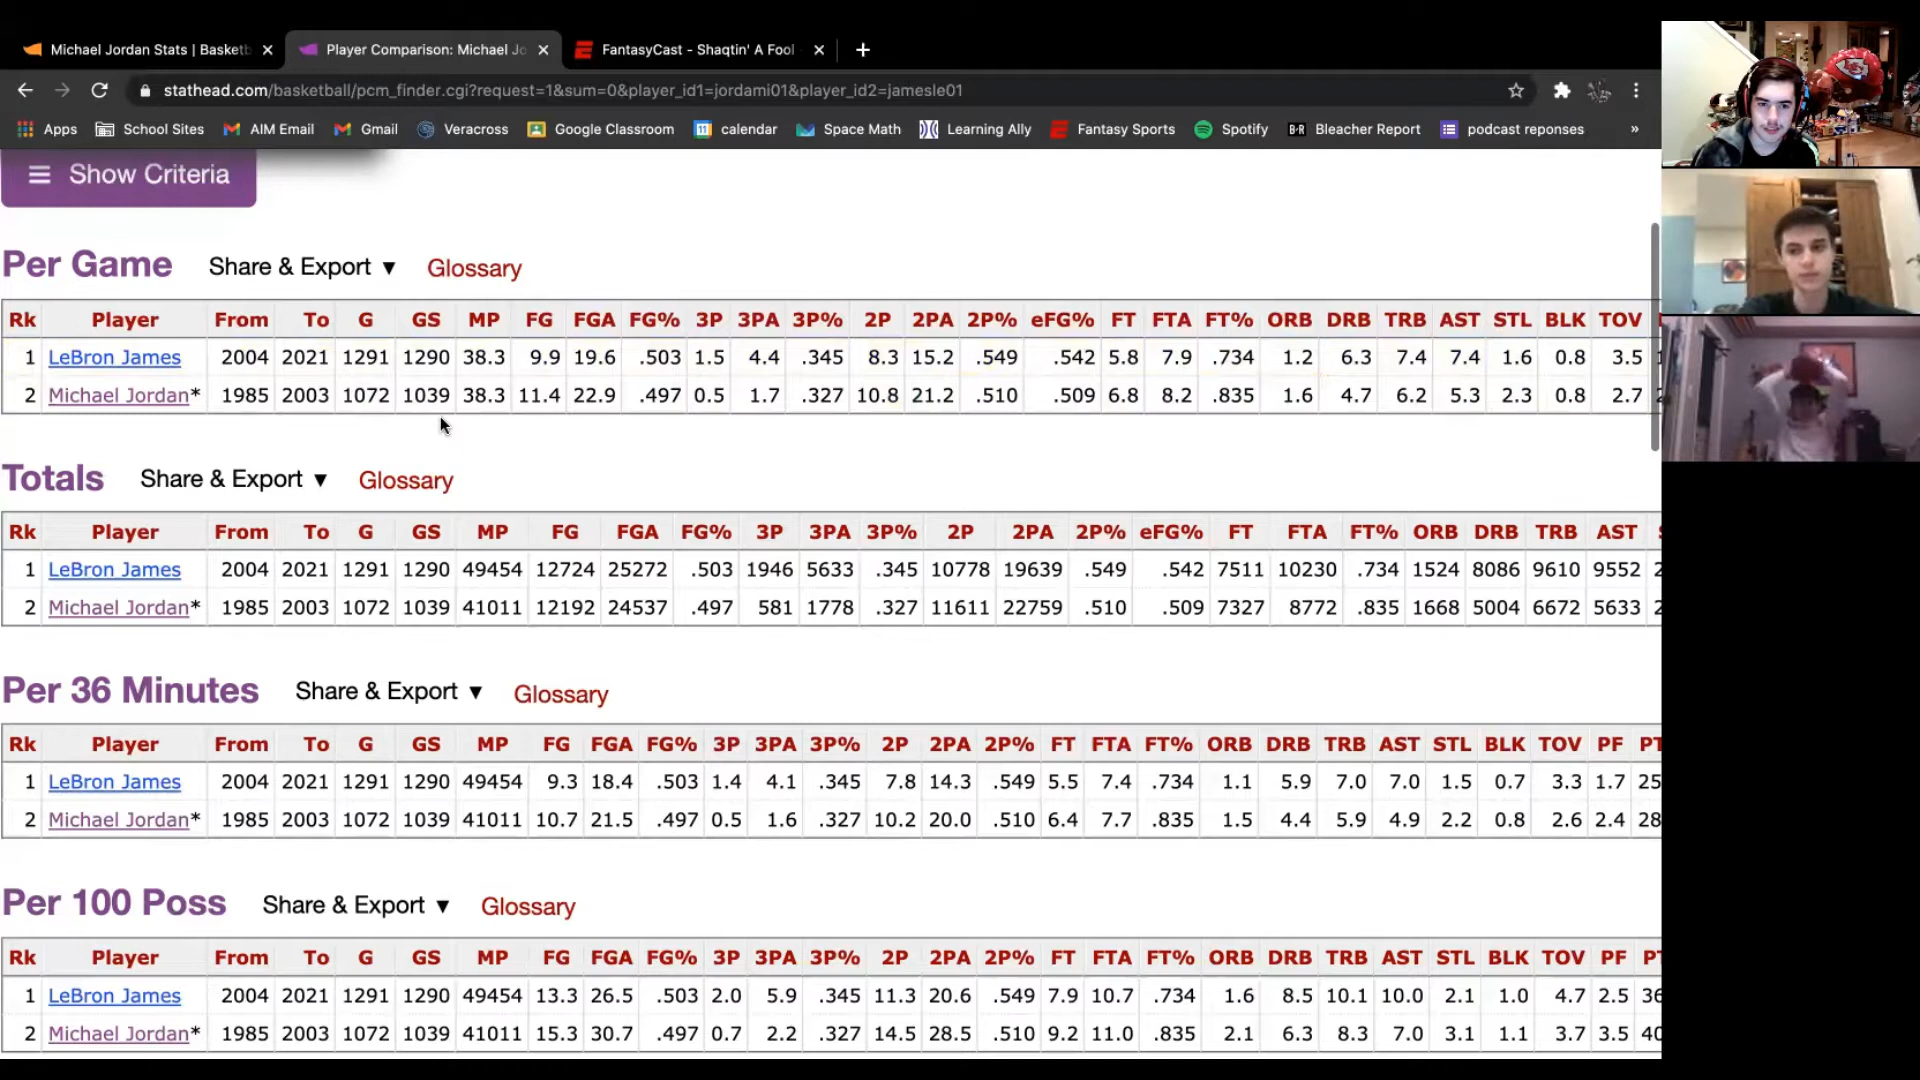 Michael Jordan Stats | Basketb Player Comparison: Michael Jo FantasyCast - Shaqtin' A Fool
stathead.com/basketball/pcm_finder.cgi?request=1&sum=0&player_id1=jordami01&player_id2=jamesle01
Apps School Sites AIM Email Gmail Veracross Google Classroom calendar Space Math Learning Ally Fantasy Sports Spotify B·R Bleacher Report podcast reponses »
Show Criteria
Per Game Share & Export ▼ Glossary
Rk Player From To G GS MP FG FGA FG% 3P 3PA 3P% 2P 2PA 2P% eFG% FT FTA FT% ORB DRB TRB AST STL BLK TOV
1 LeBron James 2004 2021 1291 1290 38.3 9.9 19.6 .503 1.5 4.4 .345 8.3 15.2 .549 .542 5.8 7.9 .734 1.2 6.3 7.4 7.4 1.6 0.8 3.5 1
2 Michael Jordan* 1985 2003 1072 1039 38.3 11.4 22.9 .497 0.5 1.7 .327 10.8 21.2 .510 .509 6.8 8.2 .835 1.6 4.7 6.2 5.3 2.3 0.8 2.7 2
Totals Share & Export ▼ Glossary
Rk Player From To G GS MP FG FGA FG% 3P 3PA 3P% 2P 2PA 2P% eFG% FT FTA FT% ORB DRB TRB AST S
1 LeBron James 2004 2021 1291 1290 49454 12724 25272 .503 1946 5633 .345 10778 19639 .549 .542 7511 10230 .734 1524 8086 9610 9552 2
2 Michael Jordan* 1985 2003 1072 1039 41011 12192 24537 .497 581 1778 .327 11611 22759 .510 .509 7327 8772 .835 1668 5004 6672 5633 2
Per 36 Minutes Share & Export ▼ Glossary
Rk Player From To G GS MP FG FGA FG% 3P 3PA 3P% 2P 2PA 2P% FT FTA FT% ORB DRB TRB AST STL BLK TOV PF PT
1 LeBron James 2004 2021 1291 1290 49454 9.3 18.4 .503 1.4 4.1 .345 7.8 14.3 .549 5.5 7.4 .734 1.1 5.9 7.0 7.0 1.5 0.7 3.3 1.7 25
2 Michael Jordan* 1985 2003 1072 1039 41011 10.7 21.5 .497 0.5 1.6 .327 10.2 20.0 .510 6.4 7.7 .835 1.5 4.4 5.9 4.9 2.2 0.8 2.6 2.4 28
Per 100 Poss Share & Export ▼ Glossary
Rk Player From To G GS MP FG FGA FG% 3P 3PA 3P% 2P 2PA 2P% FT FTA FT% ORB DRB TRB AST STL BLK TOV PF PT
1 LeBron James 2004 2021 1291 1290 49454 13.3 26.5 .503 2.0 5.9 .345 11.3 20.6 .549 7.9 10.7 .734 1.6 8.5 10.1 10.0 2.1 1.0 4.7 2.5 36
2 Michael Jordan* 1985 2003 1072 1039 41011 15.3 30.7 .497 0.7 2.2 .327 14.5 28.5 .510 9.2 11.0 .835 2.1 6.3 8.3 7.0 3.1 1.1 3.7 3.5 40